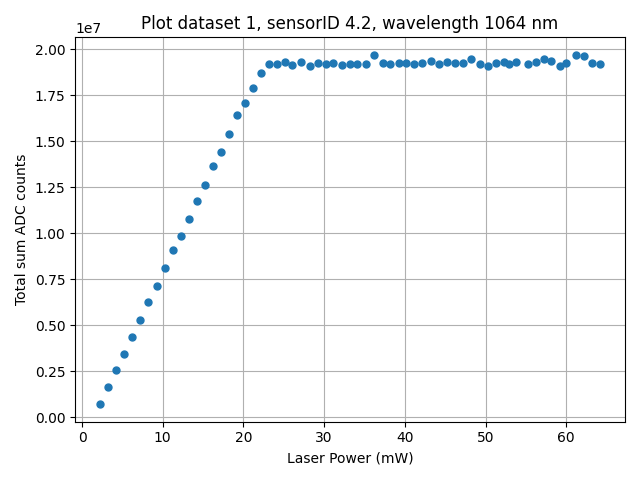 Plot dataset 1, sensorID 4.2, wavelength 1064 nm
1e7
2.00
1.75
1.50
1.25
1.00
0.75
0.50
0.25
0.00
Total sum ADC counts
0 10 20 30 40 50 60
Laser Power (mW)